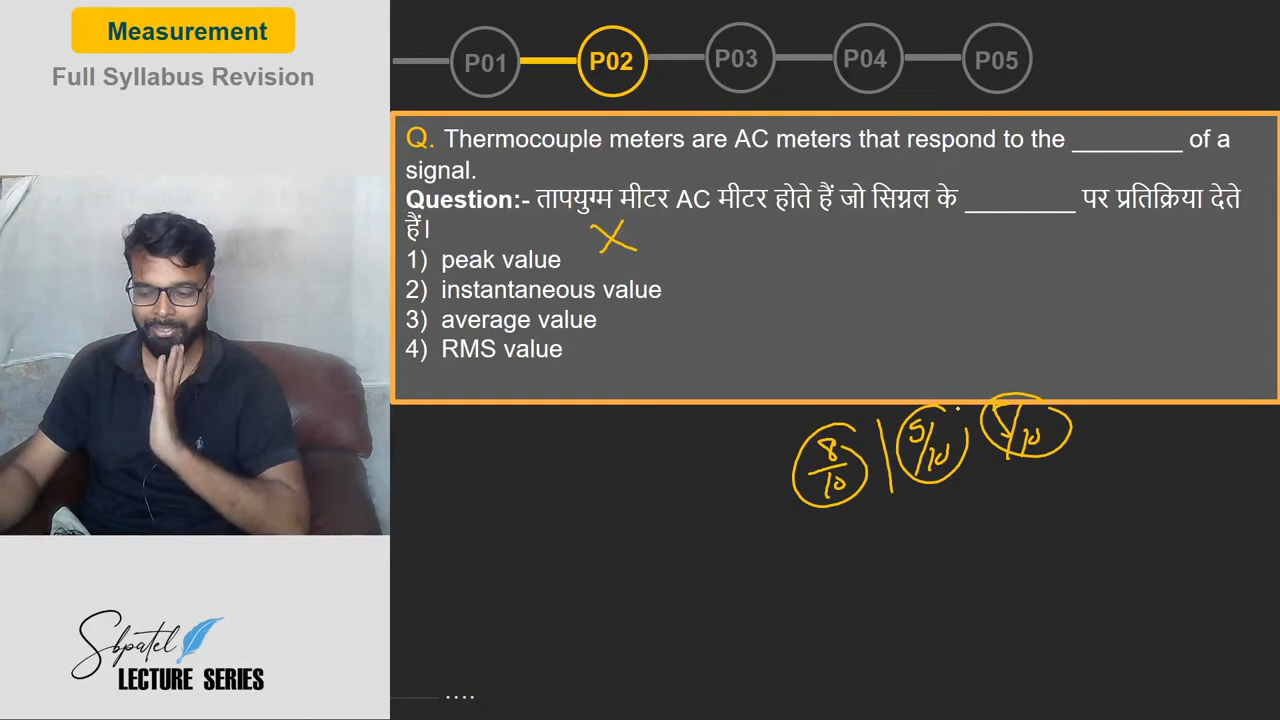 Measurement
Full Syllabus Revision
P01
P02
P03
P04
P05
Q. Thermocouple meters are AC meters that respond to the _________ of a
signal.
Question:- तापयुग्म मीटर AC मीटर होते हैं जो सिग्नल के _________ पर प्रतिक्रिया देते
हैं।
1) peak value
2) instantaneous value
3) average value
4) RMS value
8/10 | 5/10
Sbpatel
LECTURE SERIES
....